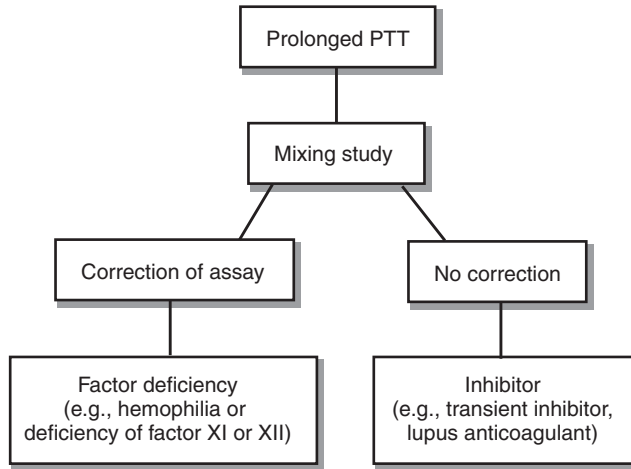 Prolonged PTT
Mixing study
Correction of assay
No correction
Factor deficiency
(e.g., hemophilia or
deficiency of factor XI or XII)
Inhibitor
(e.g., transient inhibitor,
lupus anticoagulant)